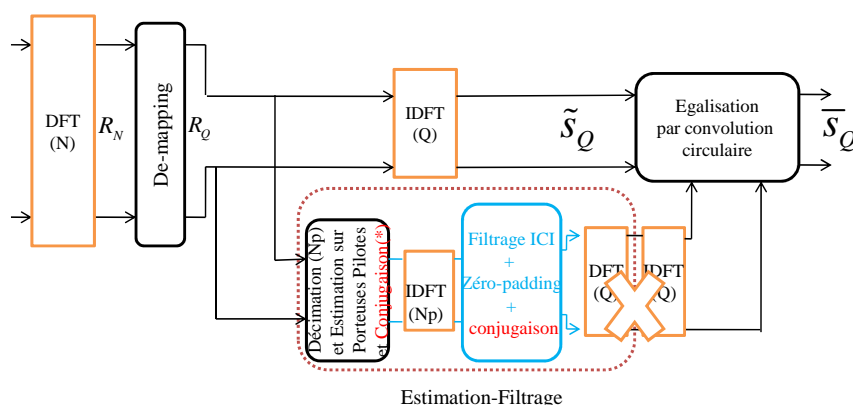 DFT
(N)
R_N
De-mapping
R_Q
IDFT
(Q)
s̃_Q
Egalisation
par convolution
circulaire
s̅_Q
Décimation (Np)
et Estimation sur
Porteuses Pilotes
et Conjugaison(*)
IDFT
(Np)
Filtrage ICI
+
Zéro-padding
+
conjugaison
DFT
(Q)
IDFT
(Q)
Estimation-Filtrage